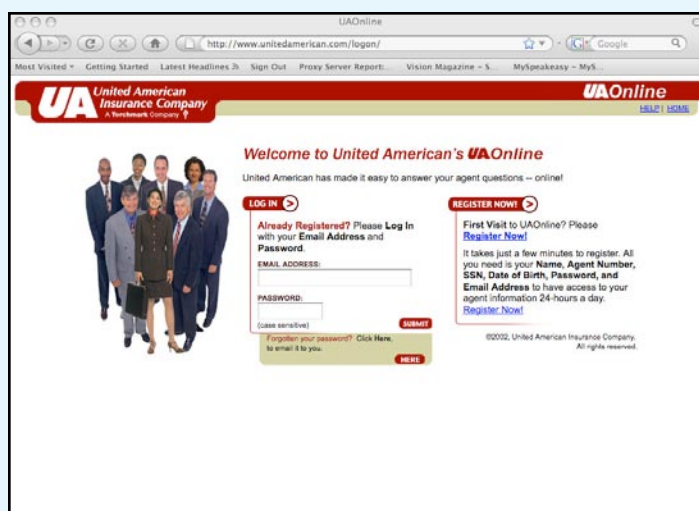 UAOnline
http://www.unitedamerican.com/logon/
Google
Most Visited Getting Started Latest Headlines Sign Out Proxy Server Report:... Vision Magazine – S... MySpeakeasy – MyS...
UA United American
Insurance Company
A Torchmark Company
UAOnline
HELP | HOME
Welcome to United American's UAOnline
United American has made it easy to answer your agent questions -- online!
LOG IN
Already Registered? Please Log In
with your Email Address and
Password.
EMAIL ADDRESS:
PASSWORD:
(case sensitive)
SUBMIT
Forgotten your password? Click Here,
to email it to you.
HERE
REGISTER NOW!
First Visit to UAOnline? Please
Register Now!
It takes just a few minutes to register. All
you need is your Name, Agent Number,
SSN, Date of Birth, Password, and
Email Address to have access to your
agent information 24-hours a day.
Register Now!
©2002, United American Insurance Company.
All rights reserved.